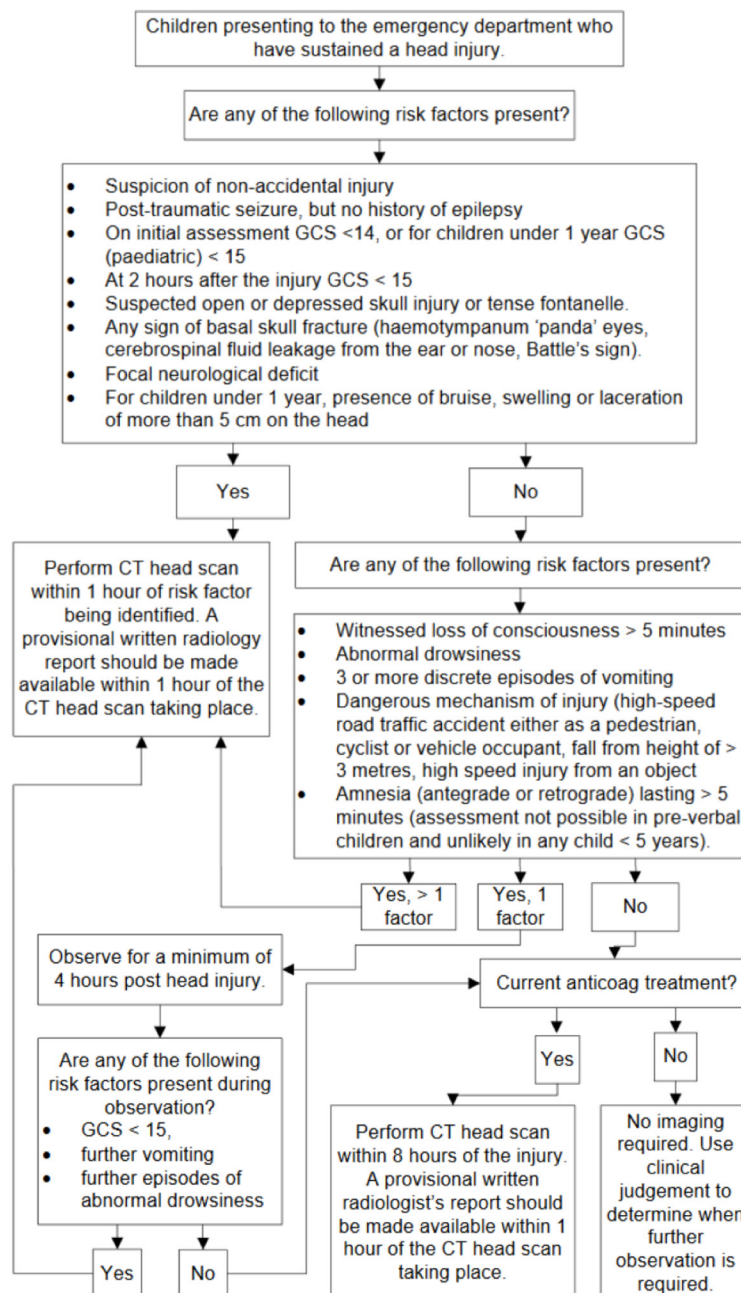 Children presenting to the emergency department who
have sustained a head injury.
Are any of the following risk factors present?
• Suspicion of non-accidental injury
• Post-traumatic seizure, but no history of epilepsy
• On initial assessment GCS <14, or for children under 1 year GCS
(paediatric) < 15
• At 2 hours after the injury GCS < 15
• Suspected open or depressed skull injury or tense fontanelle.
• Any sign of basal skull fracture (haemotympanum ‘panda’ eyes,
cerebrospinal fluid leakage from the ear or nose, Battle’s sign).
• Focal neurological deficit
• For children under 1 year, presence of bruise, swelling or laceration
of more than 5 cm on the head
Yes
No
Perform CT head scan
within 1 hour of risk factor
being identified. A
provisional written radiology
report should be made
available within 1 hour of the
CT head scan taking place.
Are any of the following risk factors present?
• Witnessed loss of consciousness > 5 minutes
• Abnormal drowsiness
• 3 or more discrete episodes of vomiting
• Dangerous mechanism of injury (high-speed
road traffic accident either as a pedestrian,
cyclist or vehicle occupant, fall from height of >
3 metres, high speed injury from an object
• Amnesia (antegrade or retrograde) lasting > 5
minutes (assessment not possible in pre-verbal
children and unlikely in any child < 5 years).
Yes, > 1
factor
Yes, 1
factor
No
Observe for a minimum of
4 hours post head injury.
Current anticoag treatment?
Are any of the following
risk factors present during
observation?
• GCS < 15,
• further vomiting
• further episodes of
abnormal drowsiness
Yes
No
Yes
No
Perform CT head scan
within 8 hours of the injury.
A provisional written
radiologist’s report should
be made available within 1
hour of the CT head scan
taking place.
No imaging
required. Use
clinical
judgement to
determine when
further
observation is
required.